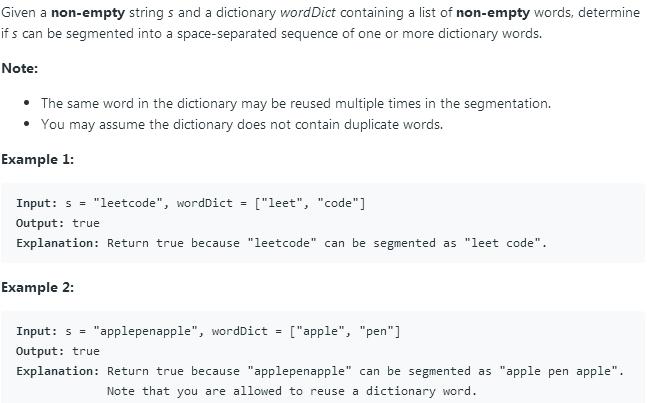 Given a non-empty string s and a dictionary wordDict containing a list of non-empty words, determine
if s can be segmented into a space-separated sequence of one or more dictionary words.
Note:
• The same word in the dictionary may be reused multiple times in the segmentation.
• You may assume the dictionary does not contain duplicate words.
Example 1:
Input: s = "leetcode", wordDict = ["leet", "code"]
Output: true
Explanation: Return true because "leetcode" can be segmented as "leet code".
Example 2:
Input: s = "applepenapple", wordDict = ["apple", "pen"]
Output: true
Explanation: Return true because "applepenapple" can be segmented as "apple pen apple".
Note that you are allowed to reuse a dictionary word.